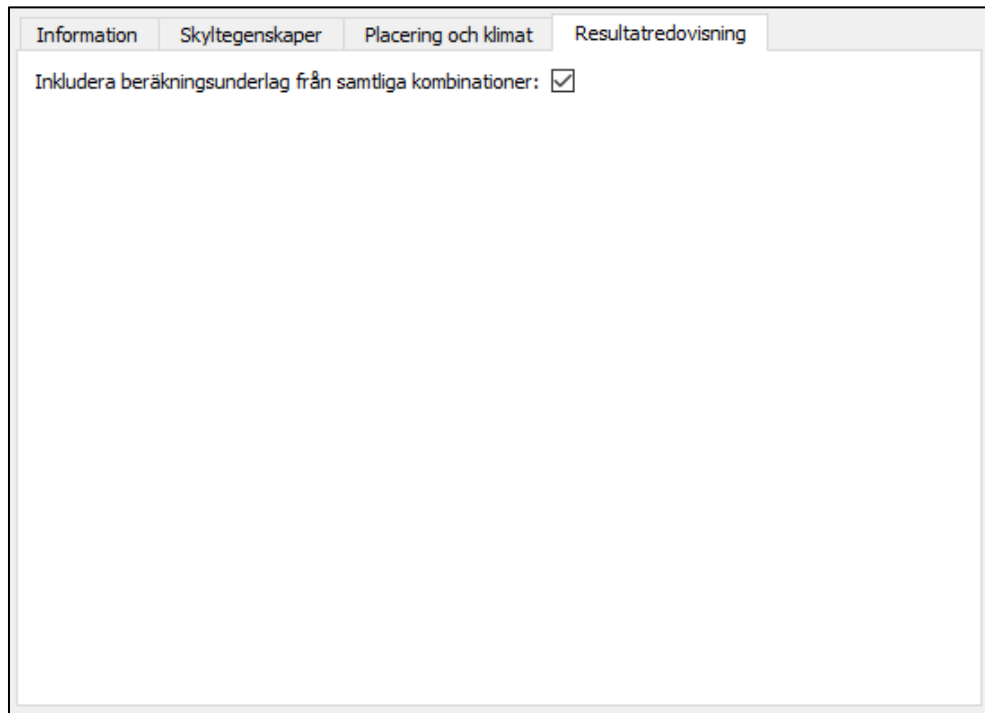 Information Skyltegenskaper Placering och klimat Resultatredovisning
Inkludera beräkningsunderlag från samtliga kombinationer: